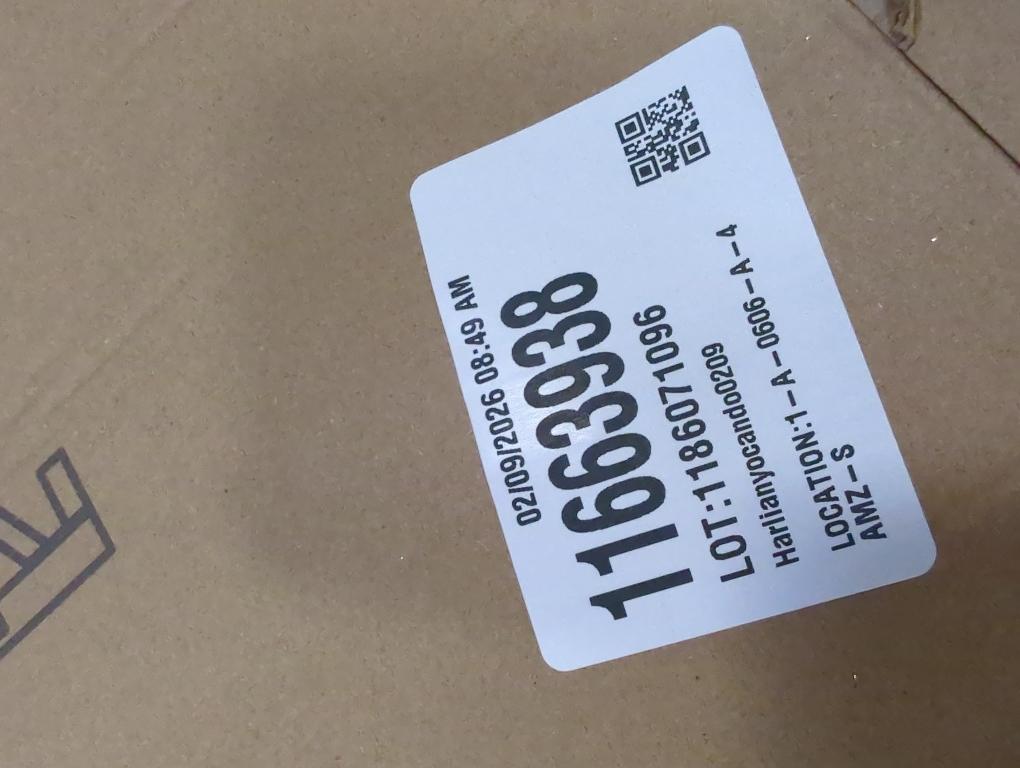 02/09/2026 08:49 AM
11663938
LOT:1186071096
Harlianyocando0209
LOCATION:1-A-0606-A-4
AMZ-S